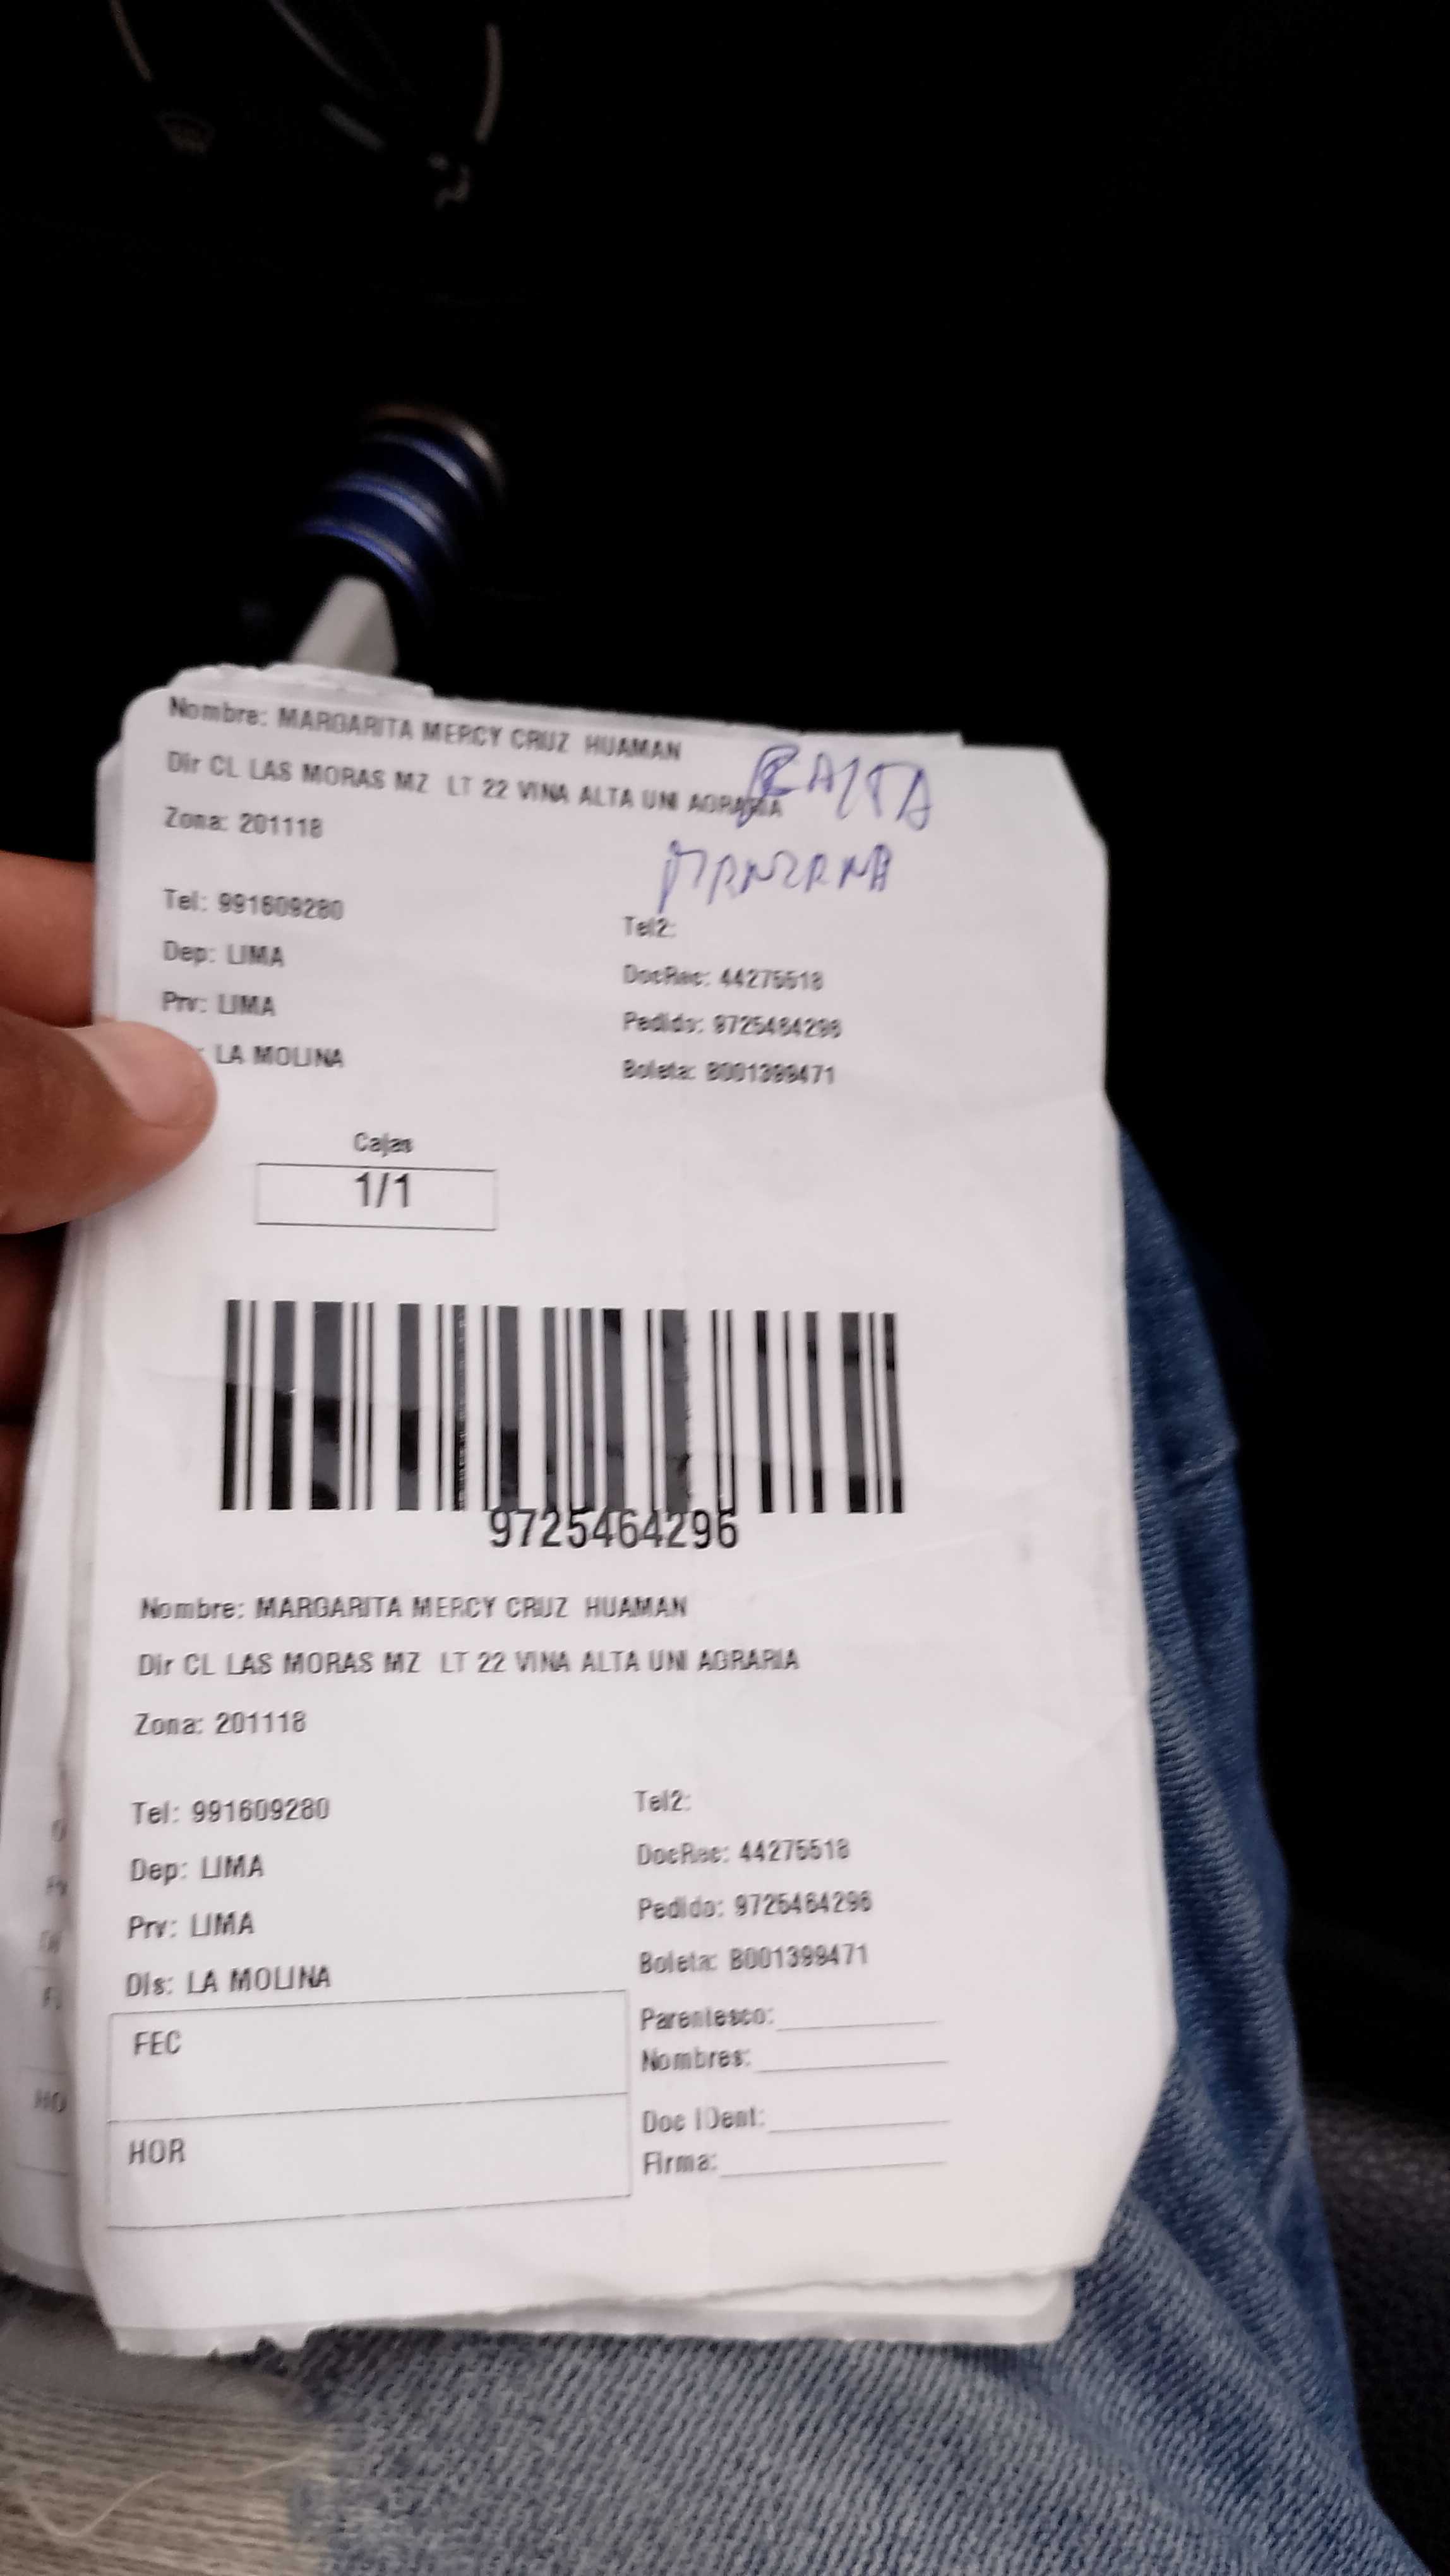 Nombre: MARGARITA MERCY CRUZ HUAMAN
Dir CL LAS MORAS MZ LT 22 VINA ALTA UNI AGRARIA
FALTA
MANZANA
Zona: 201118
Tel: 991609280
Tel2:
Dep: LIMA
DocRec: 44275518
Prv: LIMA
Pedido: 9725464296
: LA MOLINA
Boleta: B001399471
Cajas
1/1
9725464296
Nombre: MARGARITA MERCY CRUZ HUAMAN
Dir CL LAS MORAS MZ LT 22 VINA ALTA UNI AGRARIA
Zona: 201118
Tel: 991609280
Tel2:
Dep: LIMA
DocRec: 44275518
Prv: LIMA
Pedido: 9725464296
Dis: LA MOLINA
Boleta: B001399471
FEC
Parentesco:
Nombres:
HOR
Doc IDent:
Firma: